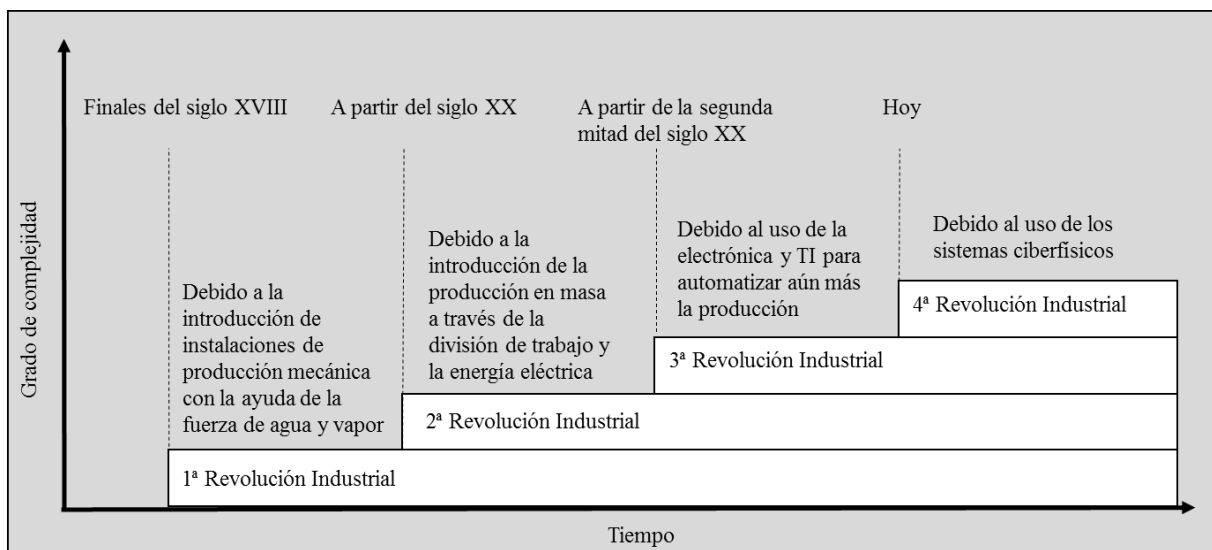 Grado de complejidad
Finales del siglo XVIII
Debido a la
introducción de
instalaciones de
producción mecánica
con la ayuda de la
fuerza de agua y vapor
1ª Revolución Industrial
A partir del siglo XX
Debido a la
introducción de la
producción en masa
a través de la
división de trabajo y
la energía eléctrica
2ª Revolución Industrial
A partir de la segunda
mitad del siglo XX
Debido al uso de la
electrónica y TI para
automatizar aún más
la producción
3ª Revolución Industrial
Hoy
Debido al uso de los
sistemas ciberfísicos
4ª Revolución Industrial
Tiempo